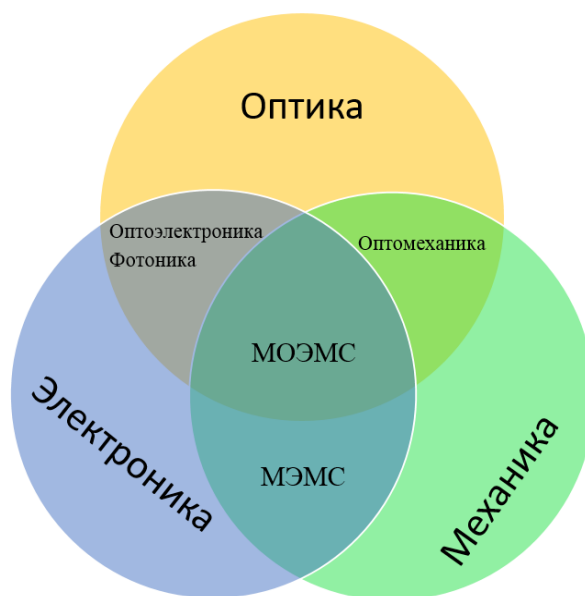 Оптика
Оптоэлектроника
Фотоника
Оптомеханика
МОЭМС
Электроника
МЭМС
Механика